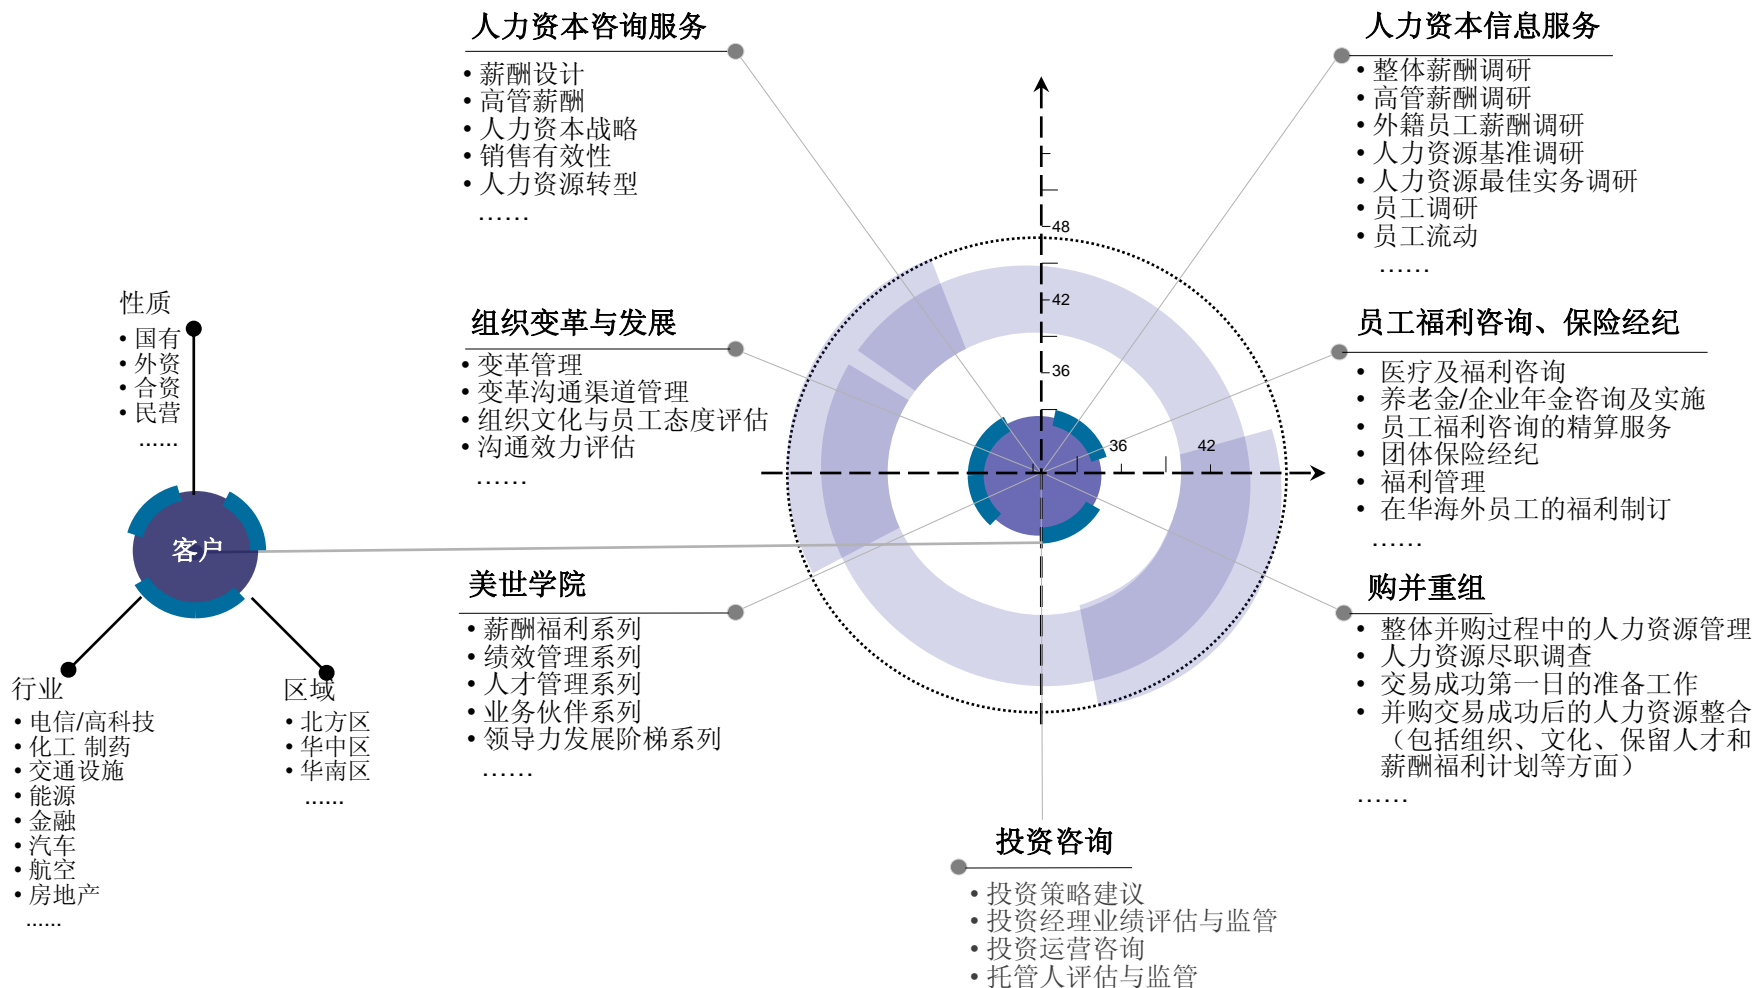 人力资本咨询服务
• 薪酬设计
• 高管薪酬
• 人力资本战略
• 销售有效性
• 人力资源转型
……
人力资本信息服务
• 整体薪酬调研
• 高管薪酬调研
• 外籍员工薪酬调研
• 人力资源基准调研
• 人力资源最佳实务调研
• 员工调研
• 员工流动
……
组织变革与发展
• 变革管理
• 变革沟通渠道管理
• 组织文化与员工态度评估
• 沟通效力评估
……
员工福利咨询、保险经纪
• 医疗及福利咨询
• 养老金/企业年金咨询及实施
• 员工福利咨询的精算服务
• 团体保险经纪
• 福利管理
• 在华海外员工的福利制订
……
美世学院
• 薪酬福利系列
• 绩效管理系列
• 人才管理系列
• 业务伙伴系列
• 领导力发展阶梯系列
……
购并重组
• 整体并购过程中的人力资源管理
• 人力资源尽职调查
• 交易成功第一日的准备工作
• 并购交易成功后的人力资源整合
（包括组织、文化、保留人才和
薪酬福利计划等方面）
……
投资咨询
• 投资策略建议
• 投资经理业绩评估与监管
• 投资运营咨询
• 托管人评估与监管
48
42
36
36
42
性质
• 国有
• 外资
• 合资
• 民营
……
客户
行业
• 电信/高科技
• 化工 制药
• 交通设施
• 能源
• 金融
• 汽车
• 航空
• 房地产
……
区域
• 北方区
• 华中区
• 华南区
……